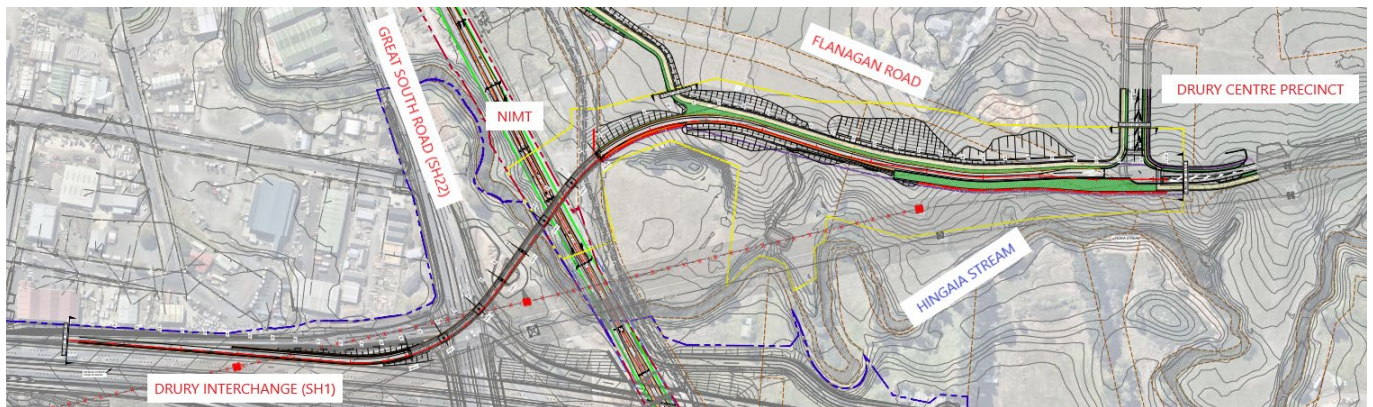 GREAT SOUTH ROAD (SH22)
NIMT
FLANAGAN ROAD
DRURY CENTRE PRECINCT
HINGAIA STREAM
DRURY INTERCHANGE (SH1)